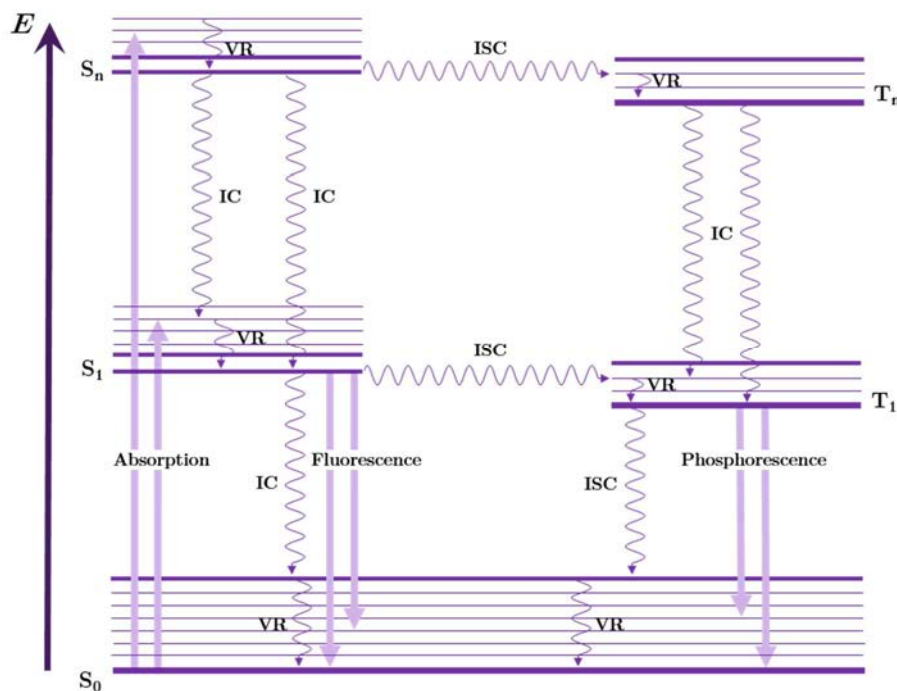 E
VR
ISC
Sn
VR
Tn
IC
IC
IC
VR
ISC
S1
VR
T1
Absorption
Fluorescence
Phosphorescence
IC
ISC
VR
VR
S0